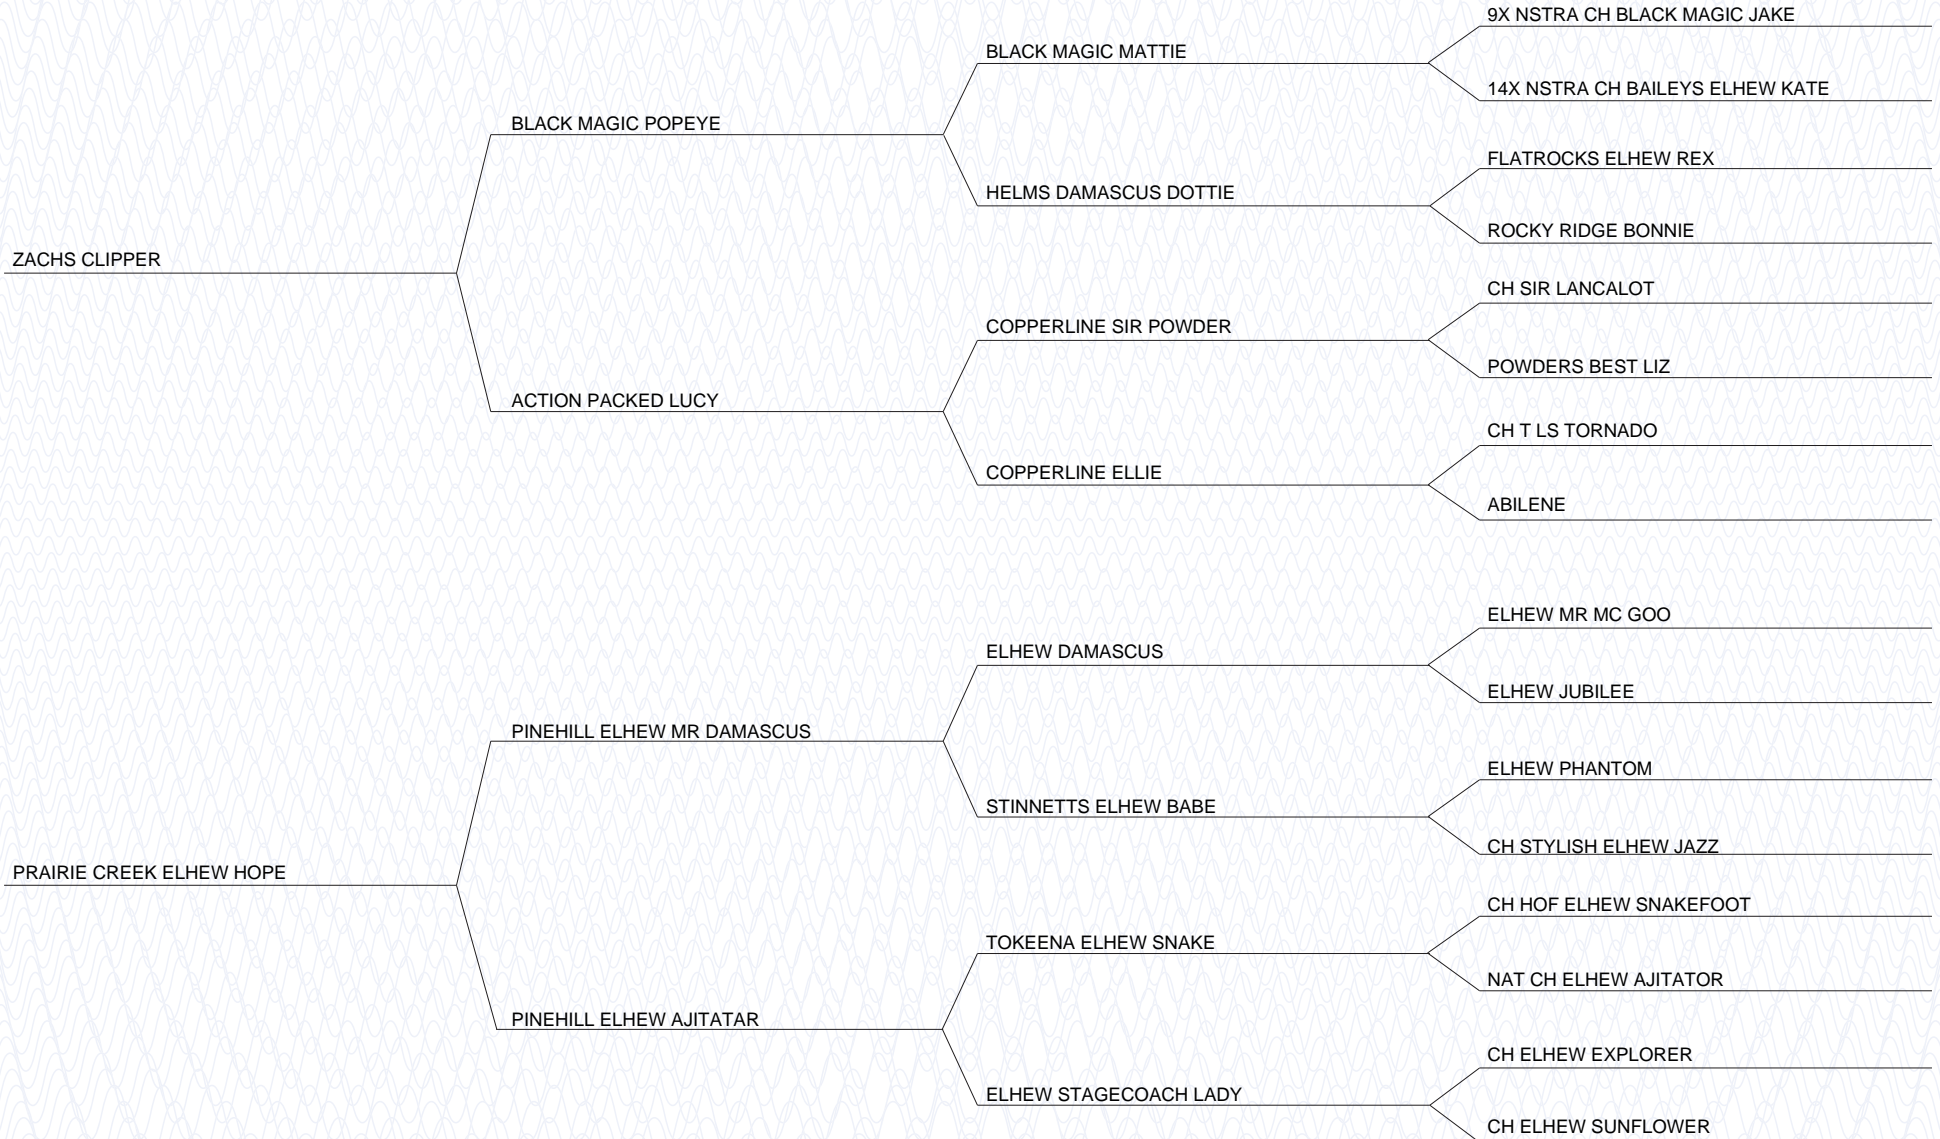 9X NSTRA CH BLACK MAGIC JAKE
BLACK MAGIC MATTIE
14X NSTRA CH BAILEYS ELHEW KATE
BLACK MAGIC POPEYE
FLATROCKS ELHEW REX
HELMS DAMASCUS DOTTIE
ROCKY RIDGE BONNIE
ZACHS CLIPPER
CH SIR LANCALOT
COPPERLINE SIR POWDER
POWDERS BEST LIZ
ACTION PACKED LUCY
CH T LS TORNADO
COPPERLINE ELLIE
ABILENE
ELHEW MR MC GOO
ELHEW DAMASCUS
ELHEW JUBILEE
PINEHILL ELHEW MR DAMASCUS
ELHEW PHANTOM
STINNETTS ELHEW BABE
CH STYLISH ELHEW JAZZ
PRAIRIE CREEK ELHEW HOPE
CH HOF ELHEW SNAKEFOOT
TOKEENA ELHEW SNAKE
NAT CH ELHEW AJITATOR
PINEHILL ELHEW AJITATAR
CH ELHEW EXPLORER
ELHEW STAGECOACH LADY
CH ELHEW SUNFLOWER